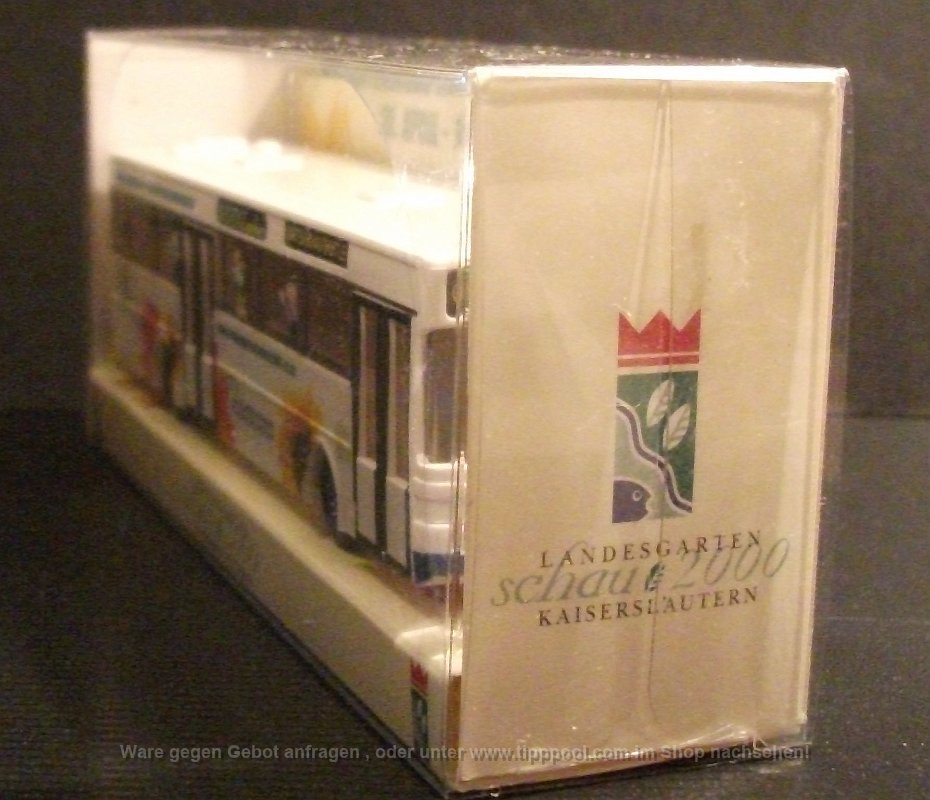 LANDESGARTEN
schau 2000
KAISERSLAUTERN
Ware gegen Gebot anfragen , oder unter www.tipppool.com im Shop nachsehen!